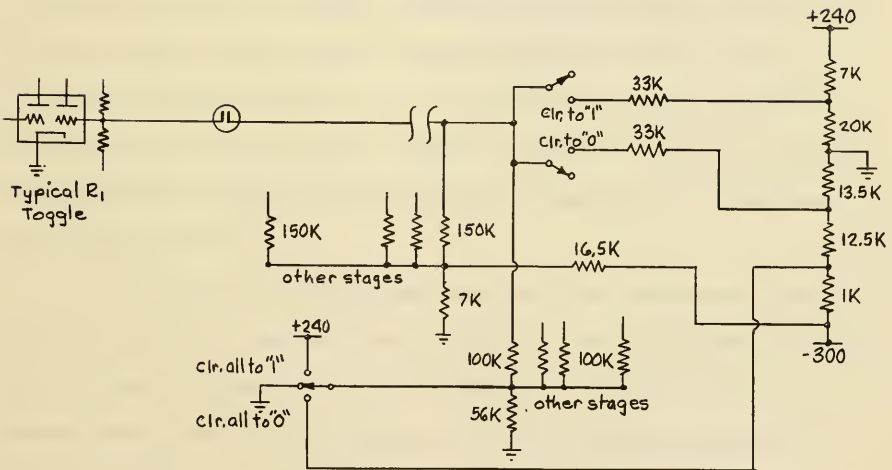 +240
7K
33K
Clr, to "1"
20K
Clr, to "0"
33K
Typical R1
Toggle
13.5K
150K
150K
16.5K
12.5K
other stages
7K
1K
+240
-300
Clr. all to "1"
100K
100K
Clr. all to "0"
56K
other stages